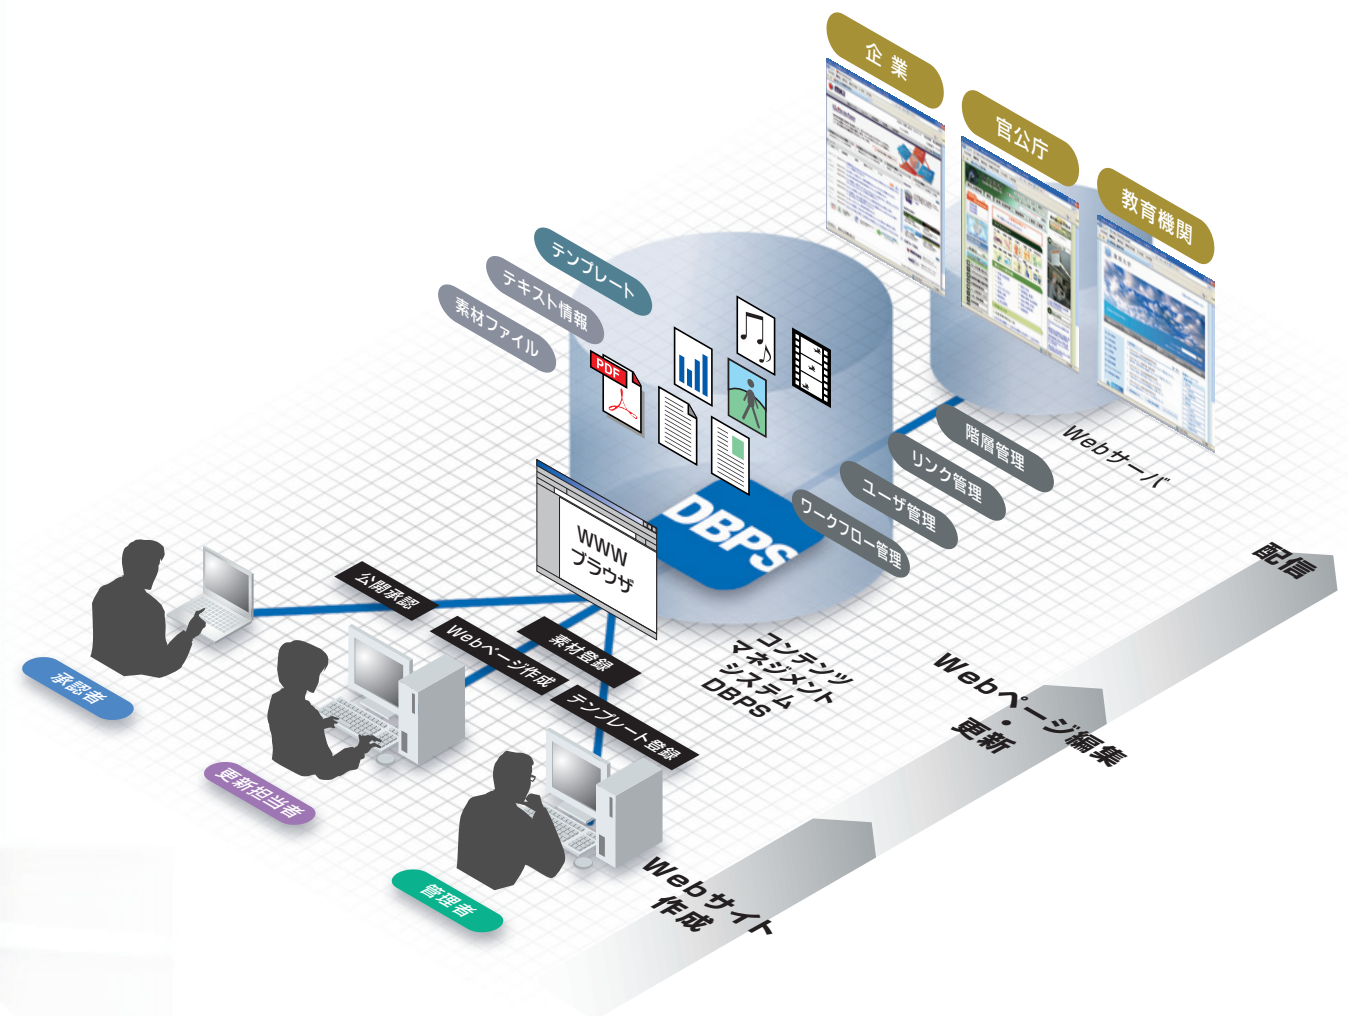 企業
官公庁
教育機関
テンプレート
テキスト情報
素材ファイル
PDF
階層管理
リンク管理
ユーザ管理
ワークフロー管理
Webサーバ
DBPS
WWW
ブラウザ
公開承認
Webページ作成
素材登録
テンプレート登録
コンテンツ
マネジメント
システム
DBPS
承認者
更新担当者
管理者
配信
Webページ編集
・
更新
Webサイト
作成